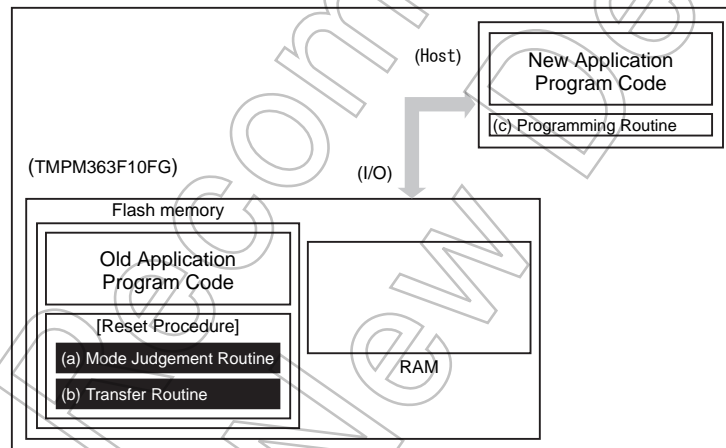 (Host)
New Application
Program Code
(c) Programming Routine
(TMPM363F10FG)
(I/O)
Flash memory
Old Application
Program Code
[Reset Procedure]
(a) Mode Judgement Routine
(b) Transfer Routine
RAM